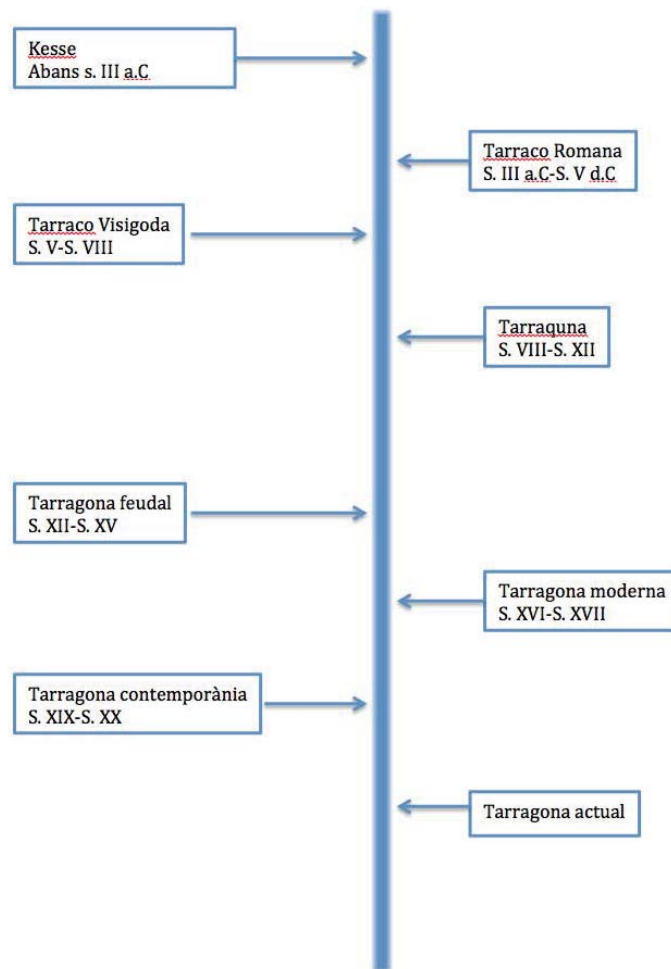 Kesse
Abans s. III a.C
Tarraco Romana
S. III a.C-S. V d.C
Tarraco Visigoda
S. V-S. VIII
Tarraquna
S. VIII-S. XII
Tarragona feudal
S. XII-S. XV
Tarragona moderna
S. XVI-S. XVII
Tarragona contemporània
S. XIX-S. XX
Tarragona actual